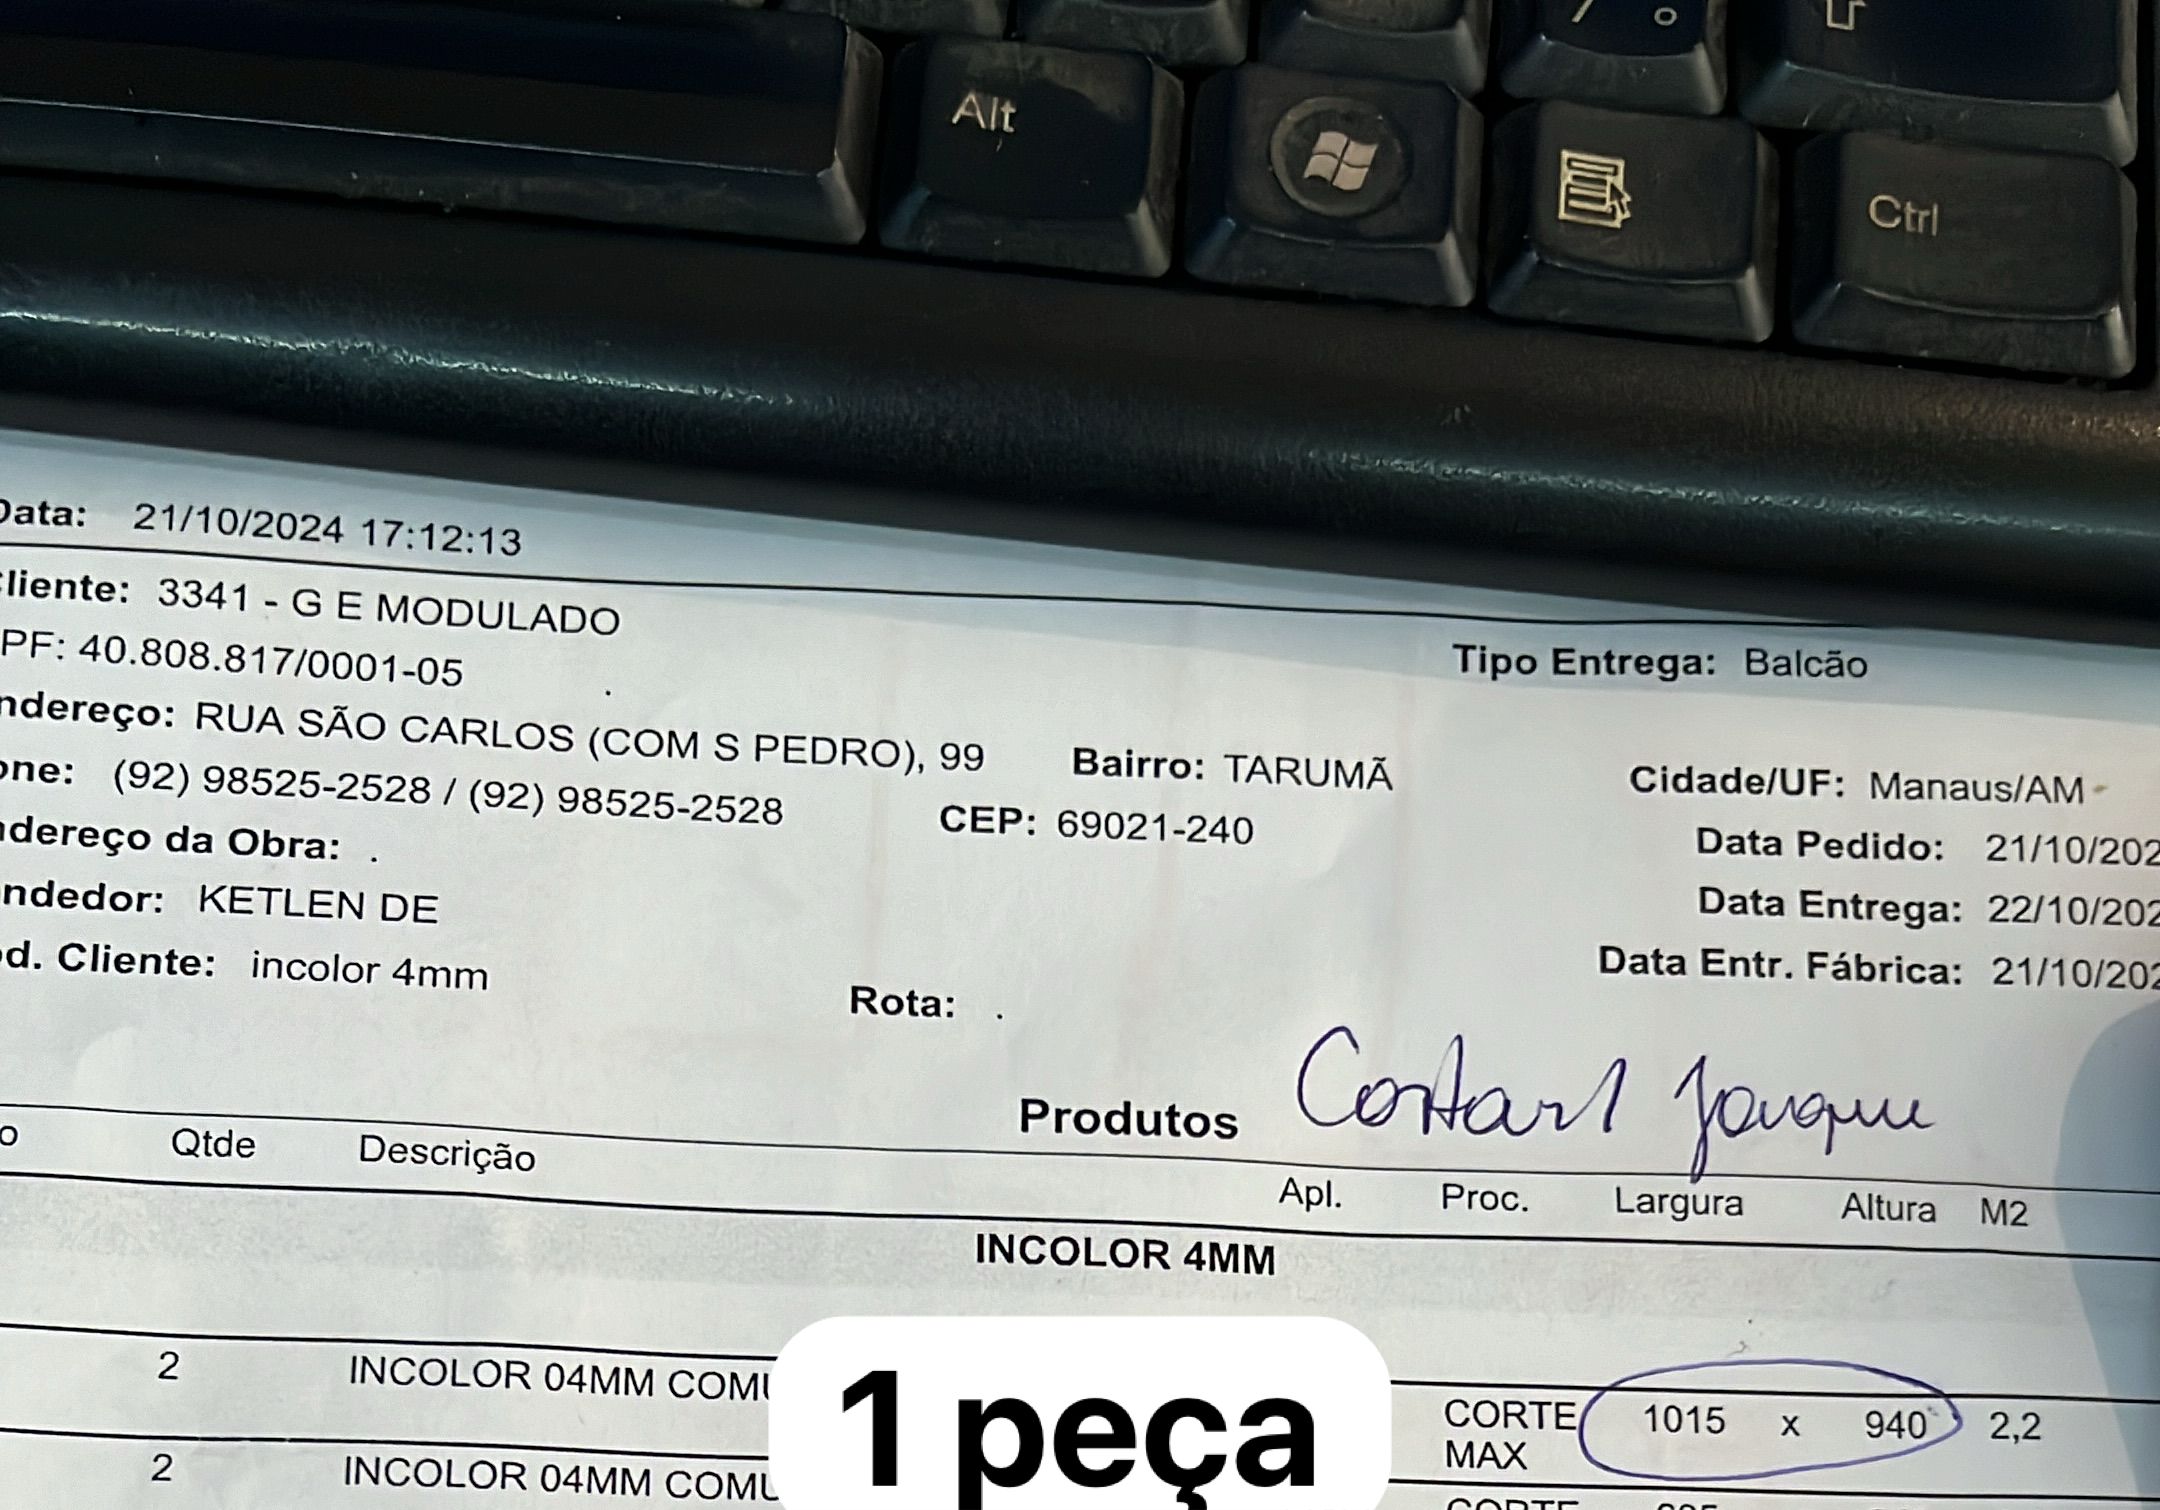 Alt
Ctrl
Data: 21/10/2024 17:12:13
Cliente: 3341 - G E MODULADO
PF: 40.808.817/0001-05
Tipo Entrega: Balcão
ndereço: RUA SÃO CARLOS (COM S PEDRO), 99
Bairro: TARUMÃ
Cidade/UF: Manaus/AM
one: (92) 98525-2528 / (92) 98525-2528
CEP: 69021-240
Data Pedido: 21/10/202
ndereço da Obra: .
Data Entrega: 22/10/202
ndedor: KETLEN DE
Data Entr. Fábrica: 21/10/202
d. Cliente: incolor 4mm
Rota: .
Produtos
o Qtde Descrição Apl. Proc. Largura Altura M2
INCOLOR 4MM
2 INCOLOR 04MM COMU CORTE MAX 1015 x 940 2,2
2 INCOLOR 04MM COMU CORTE
1 peça